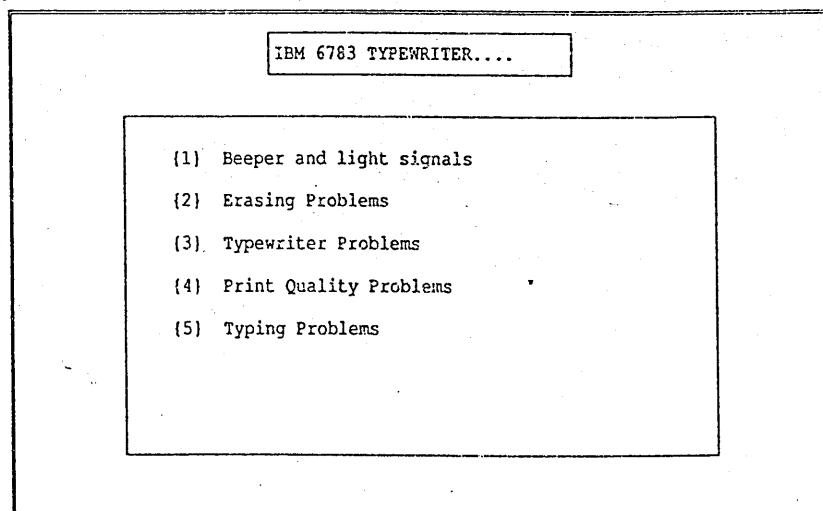 IBM 6783 TYPEWRITER....
{1} Beeper and light signals
{2} Erasing Problems
{3} Typewriter Problems
{4} Print Quality Problems
{5} Typing Problems